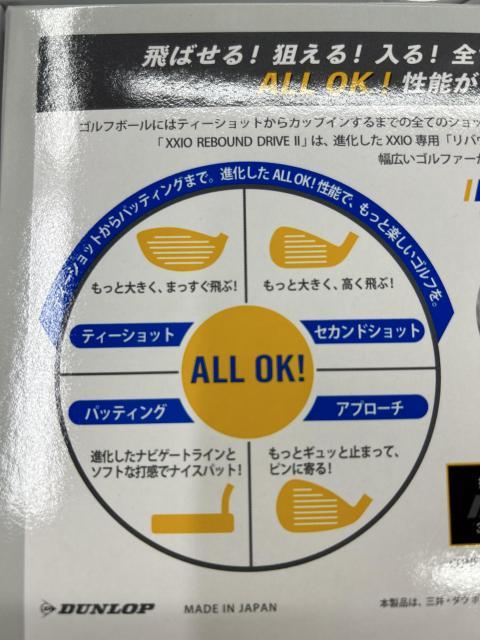 飛ばせる！狙える！入る！全
ALL OK！性能が
ゴルフボールにはティーショットからカップインするまでの全てのショッ
「XXIO REBOUND DRIVE II」は、進化したXXIO専用「リバウ
幅広いゴルファーが
ショットからパッティングまで。進化したALL OK！性能で、もっと楽しいゴルフを。
もっと大きく、まっすぐ飛ぶ！
もっと大きく、高く飛ぶ！
ティーショット
セカンドショット
ALL OK!
パッティング
アプローチ
進化したナビゲートラインと
ソフトな打感でナイスパット！
もっとギュッと止まって、
ピンに寄る！
DUNLOP
MADE IN JAPAN
本製品は、三井・ダウ